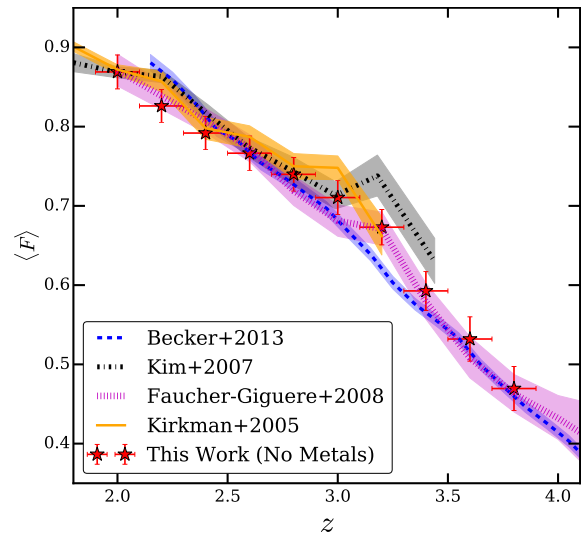 0.9
0.8
0.7
0.6
0.5
0.4
⟨F⟩
Becker+2013
Kim+2007
Faucher-Giguere+2008
Kirkman+2005
This Work (No Metals)
2.0 2.5 3.0 3.5 4.0
z